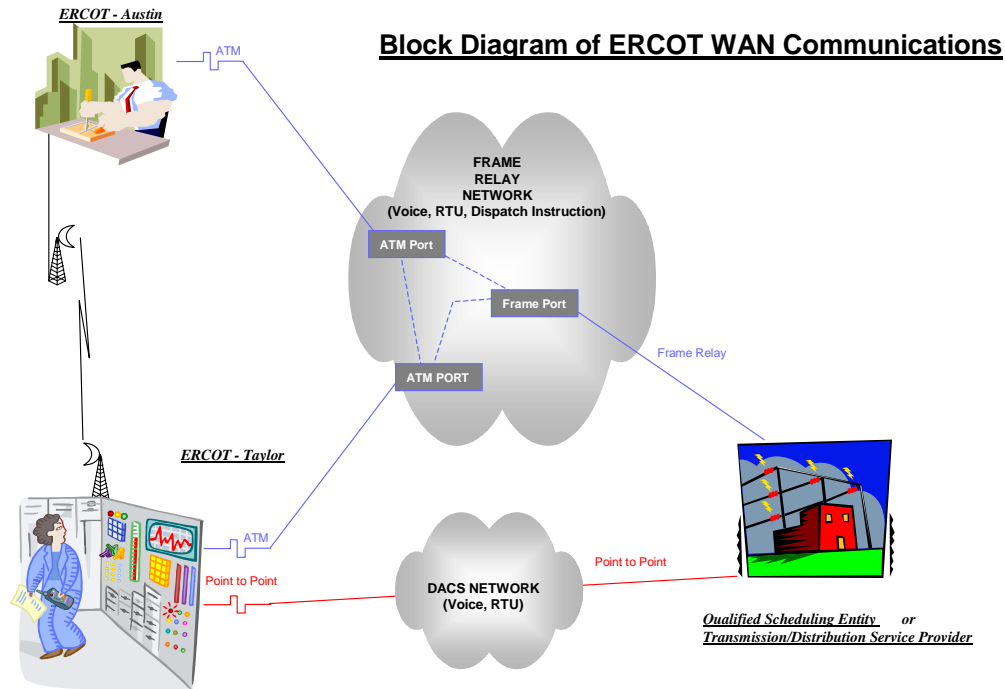 ERCOT - Austin
ATM
Block Diagram of ERCOT WAN Communications
FRAME
RELAY
NETWORK
(Voice, RTU, Dispatch Instruction)
ATM Port
Frame Port
Frame Relay
ATM PORT
ERCOT - Taylor
ATM
Point to Point
DACS NETWORK
(Voice, RTU)
Point to Point
Qualified Scheduling Entity or
Transmission/Distribution Service Provider